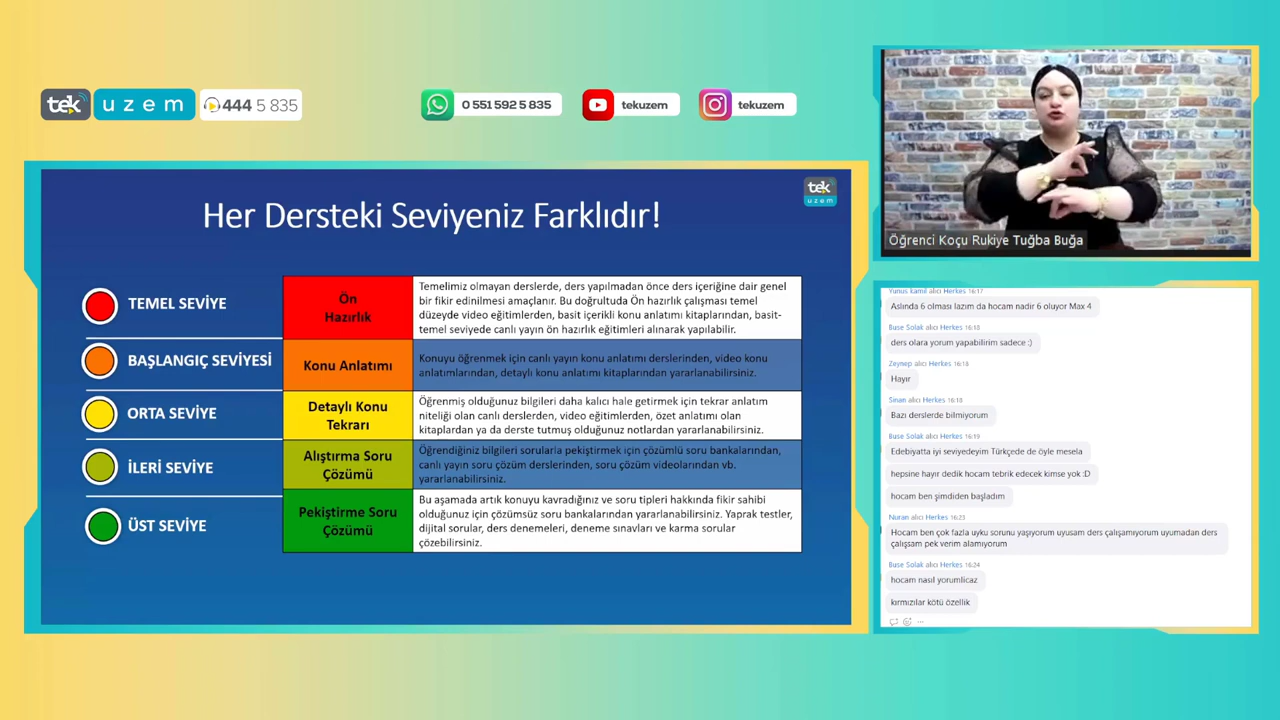 tek uzem 444 5 835
0 551 592 5 835
tekuzem
tekuzem
tek
uzem
Her Dersteki Seviyeniz Farklıdır!
TEMEL SEVİYE
Ön
Hazırlık
Temelimiz olmayan derslerde, ders yapılmadan önce ders içeriğine dair genel
bir fikir edinilmesi amaçlanır. Bu doğrultuda Ön hazırlık çalışması temel
düzeyde video eğitimlerden, basit içerikli konu anlatımı kitaplarından, basit-
temel seviyede canlı yayın ön hazırlık eğitimleri alınarak yapılabilir.
BAŞLANGIÇ SEVİYESİ
Konu Anlatımı
Konuyu öğrenmek için canlı yayın konu anlatımı derslerinden, video konu
anlatımlarından, detaylı konu anlatımı kitaplarından yararlanabilirsiniz.
ORTA SEVİYE
Detaylı Konu
Tekrarı
Öğrenmiş olduğunuz bilgileri daha kalıcı hale getirmek için tekrar anlatım
niteliği olan canlı derslerden, video eğitimlerden, özet anlatımı olan
kitaplardan ya da derste tutmuş olduğunuz notlardan yararlanabilirsiniz.
İLERİ SEVİYE
Alıştırma Soru
Çözümü
Öğrendiğiniz bilgileri sorularla pekiştirmek için çözümlü soru bankalarından,
canlı yayın soru çözüm derslerinden, soru çözüm videolarından vb.
yararlanabilirsiniz.
ÜST SEVİYE
Pekiştirme Soru
Çözümü
Bu aşamada artık konuyu kavradığınız ve soru tipleri hakkında fikir sahibi
olduğunuz için çözümsüz soru bankalarından yararlanabilirsiniz. Yaprak testler,
dijital sorular, ders denemeleri, deneme sınavları ve karma sorular
çözebilirsiniz.
Öğrenci Koçu Rukiye Tuğba Buğa
Yunus kamil alıcı Herkes 16:17
Aslında 6 olması lazım da hocam nadir 6 oluyor Max 4
Buse Solak alıcı Herkes 16:18
ders olara yorum yapabilirim sadece :)
Zeynep alıcı Herkes 16:18
Hayır
Sinan alıcı Herkes 16:18
Bazı derslerde bilmiyorum
Buse Solak alıcı Herkes 16:19
Edebiyatta iyi seviyedeyim Türkçede de öyle mesela
hepsine hayır dedik hocam tebrik edecek kimse yok :D
hocam ben şimdiden başladım
Nuran alıcı Herkes 16:23
Hocam ben çok fazla uyku sorunu yaşıyorum uyusam ders çalışamıyorum uyumadan ders
çalışsam pek verim alamıyorum
Buse Solak alıcı Herkes 16:24
hocam nasıl yorumlicaz
kırmızılar kötü özellik